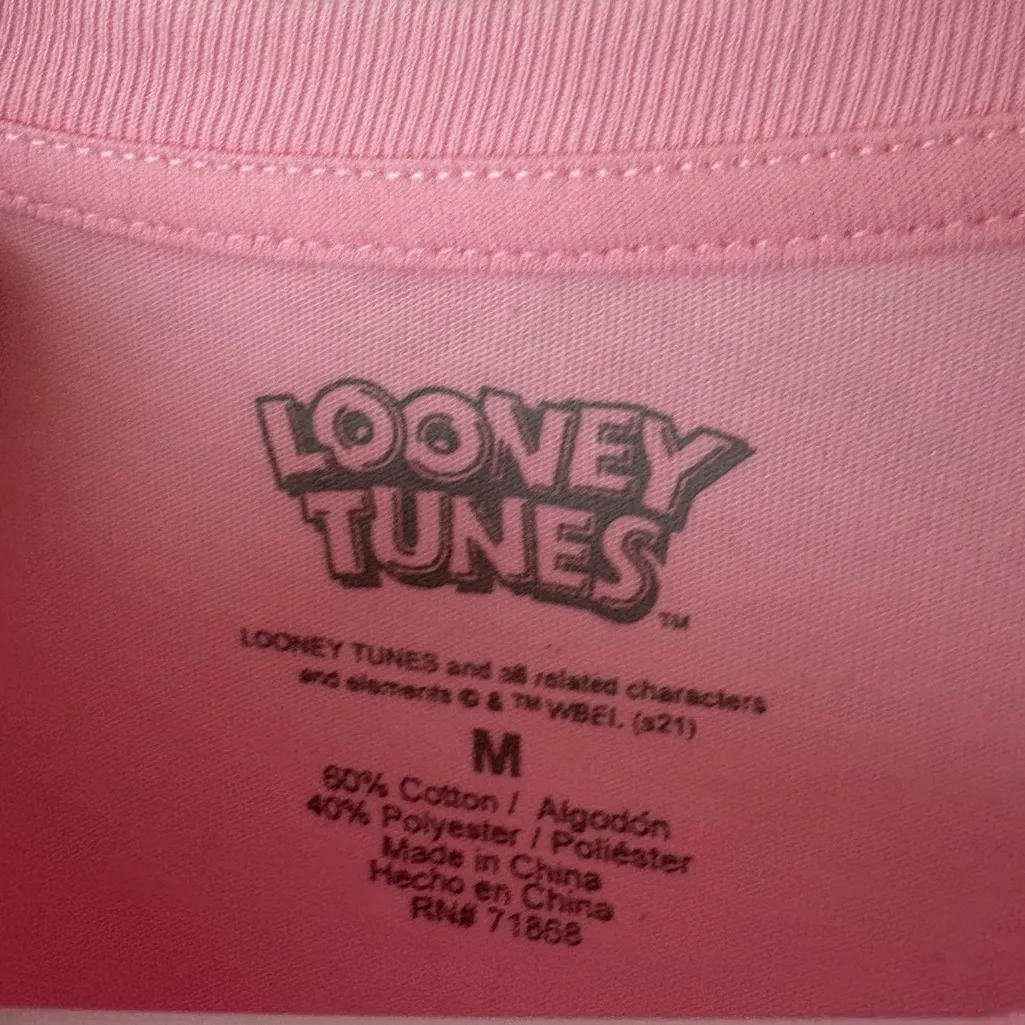 LOONEY
TUNES
TM
LOONEY TUNES and all related characters
and elements © & ™ WBEI. (s21)
M
60% Cotton / Algodón
40% Polyester / Poliéster
Made in China
Hecho en China
RN# 71868